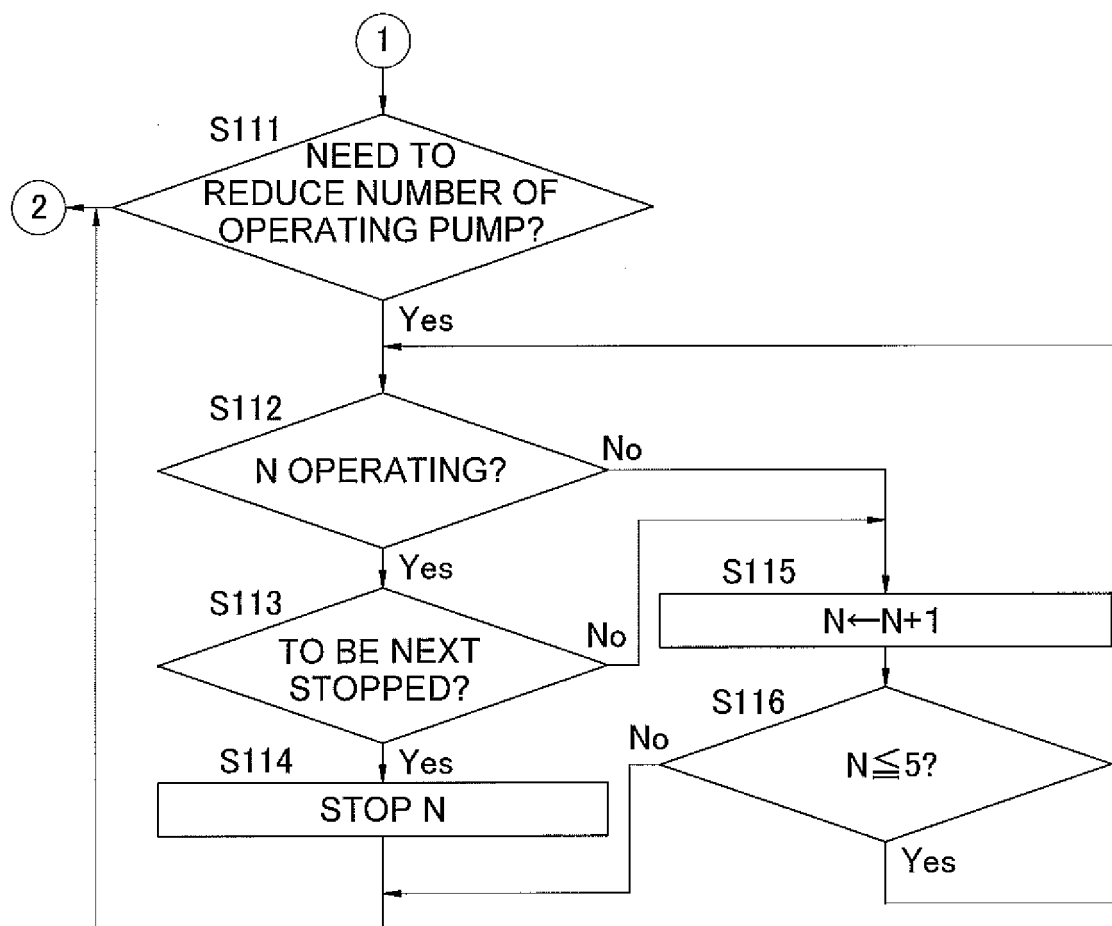 1
S111
NEED TO
REDUCE NUMBER OF
OPERATING PUMP?
2
Yes
S112
N OPERATING?
No
Yes
S113
TO BE NEXT
STOPPED?
No
S115
N←N+1
S116
N≦5?
No
Yes
S114
Yes
STOP N